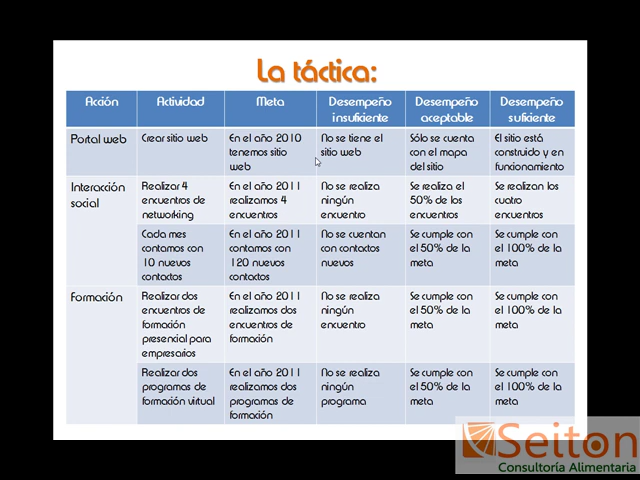 La táctica:
Acción Actividad Meta Desempeño insuficiente Desempeño aceptable Desempeño suficiente
Portal web Crear sitio web En el año 2010 tenemos sitio web No se tiene el sitio web Sólo se cuenta con el mapa del sitio El sitio está construido y en funcionamiento
Interacción social Realizar 4 encuentros de networking En el año 2011 realizamos 4 encuentros No se realiza ningún encuentro Se realiza el 50% de los encuentros Se realizan los cuatro encuentros
Cada mes contamos con 10 nuevos contactos En el año 2011 contamos con 120 nuevos contactos No se cuentan con contactos nuevos Se cumple con el 50% de la meta Se cumple con el 100% de la meta
Formación Realizar dos encuentros de formación presencial para empresarios En el año 2011 realizamos dos encuentros de formación No se realiza ningún encuentro Se cumple con el 50% de la meta Se cumple con el 100% de la meta
Realizar dos programas de formación virtual En el año 2011 realizamos dos programas de formación No se realiza ningún programa Se cumple con el 50% de la meta Se cumple con el 100% de la meta
Seiton
Consultoría Alimentaria